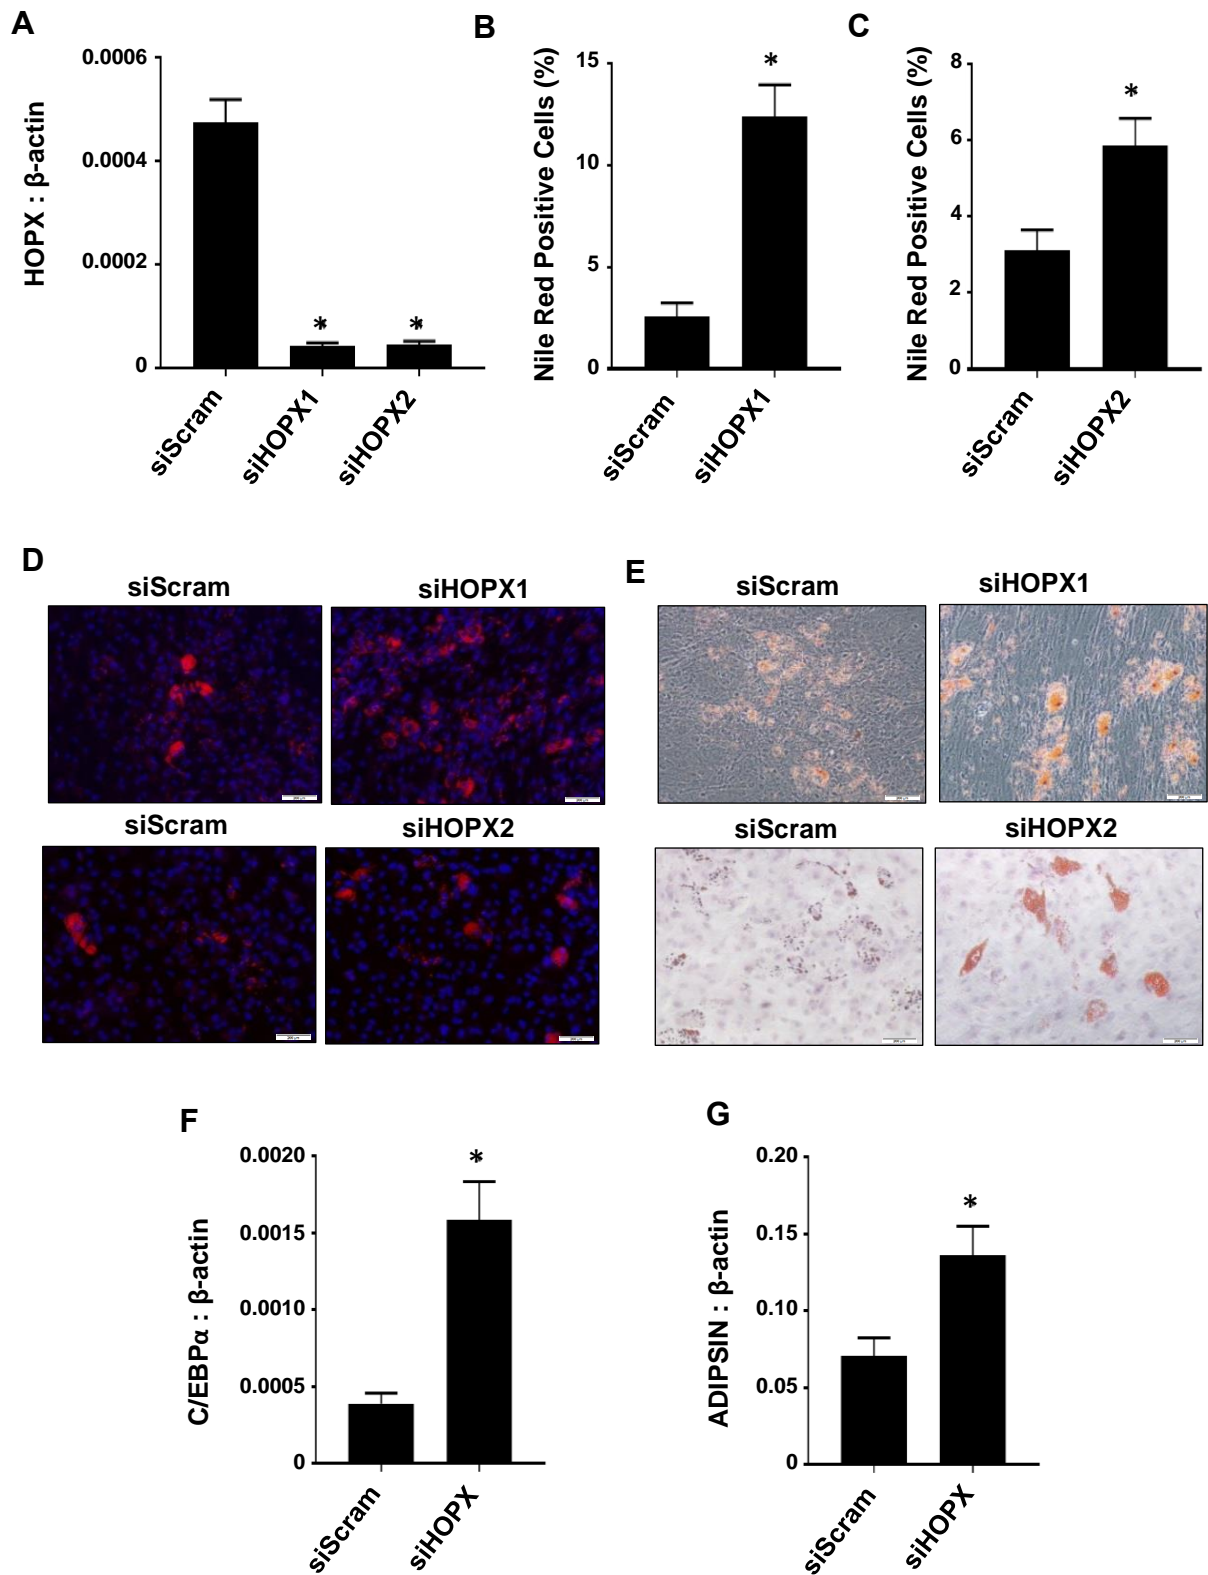 A
HOPX : β-actin
0.0006
0.0004
0.0002
0
*
*
siScram
siHOPX1
siHOPX2
B
Nile Red Positive Cells (%)
15
10
5
0
*
siScram
siHOPX1
C
Nile Red Positive Cells (%)
8
6
4
2
0
*
siScram
siHOPX2
D
siScram
siHOPX1
siScram
siHOPX2
E
siScram
siHOPX1
siScram
siHOPX2
F
C/EBPα : β-actin
0.0020
0.0015
0.0010
0.0005
0
*
siScram
siHOPX
G
ADIPSIN : β-actin
0.20
0.15
0.10
0.05
0
*
siScram
siHOPX